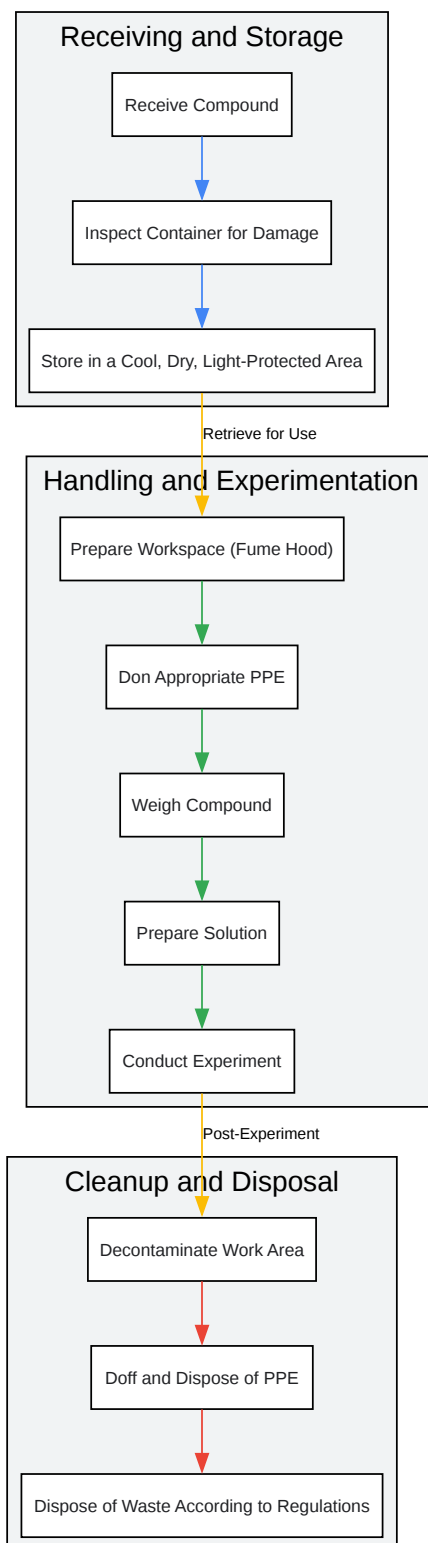 Receiving and Storage
Receive Compound
Inspect Container for Damage
Store in a Cool, Dry, Light-Protected Area
Retrieve for Use
Handling and Experimentation
Prepare Workspace (Fume Hood)
Don Appropriate PPE
Weigh Compound
Prepare Solution
Conduct Experiment
Post-Experiment
Cleanup and Disposal
Decontaminate Work Area
Doff and Dispose of PPE
Dispose of Waste According to Regulations